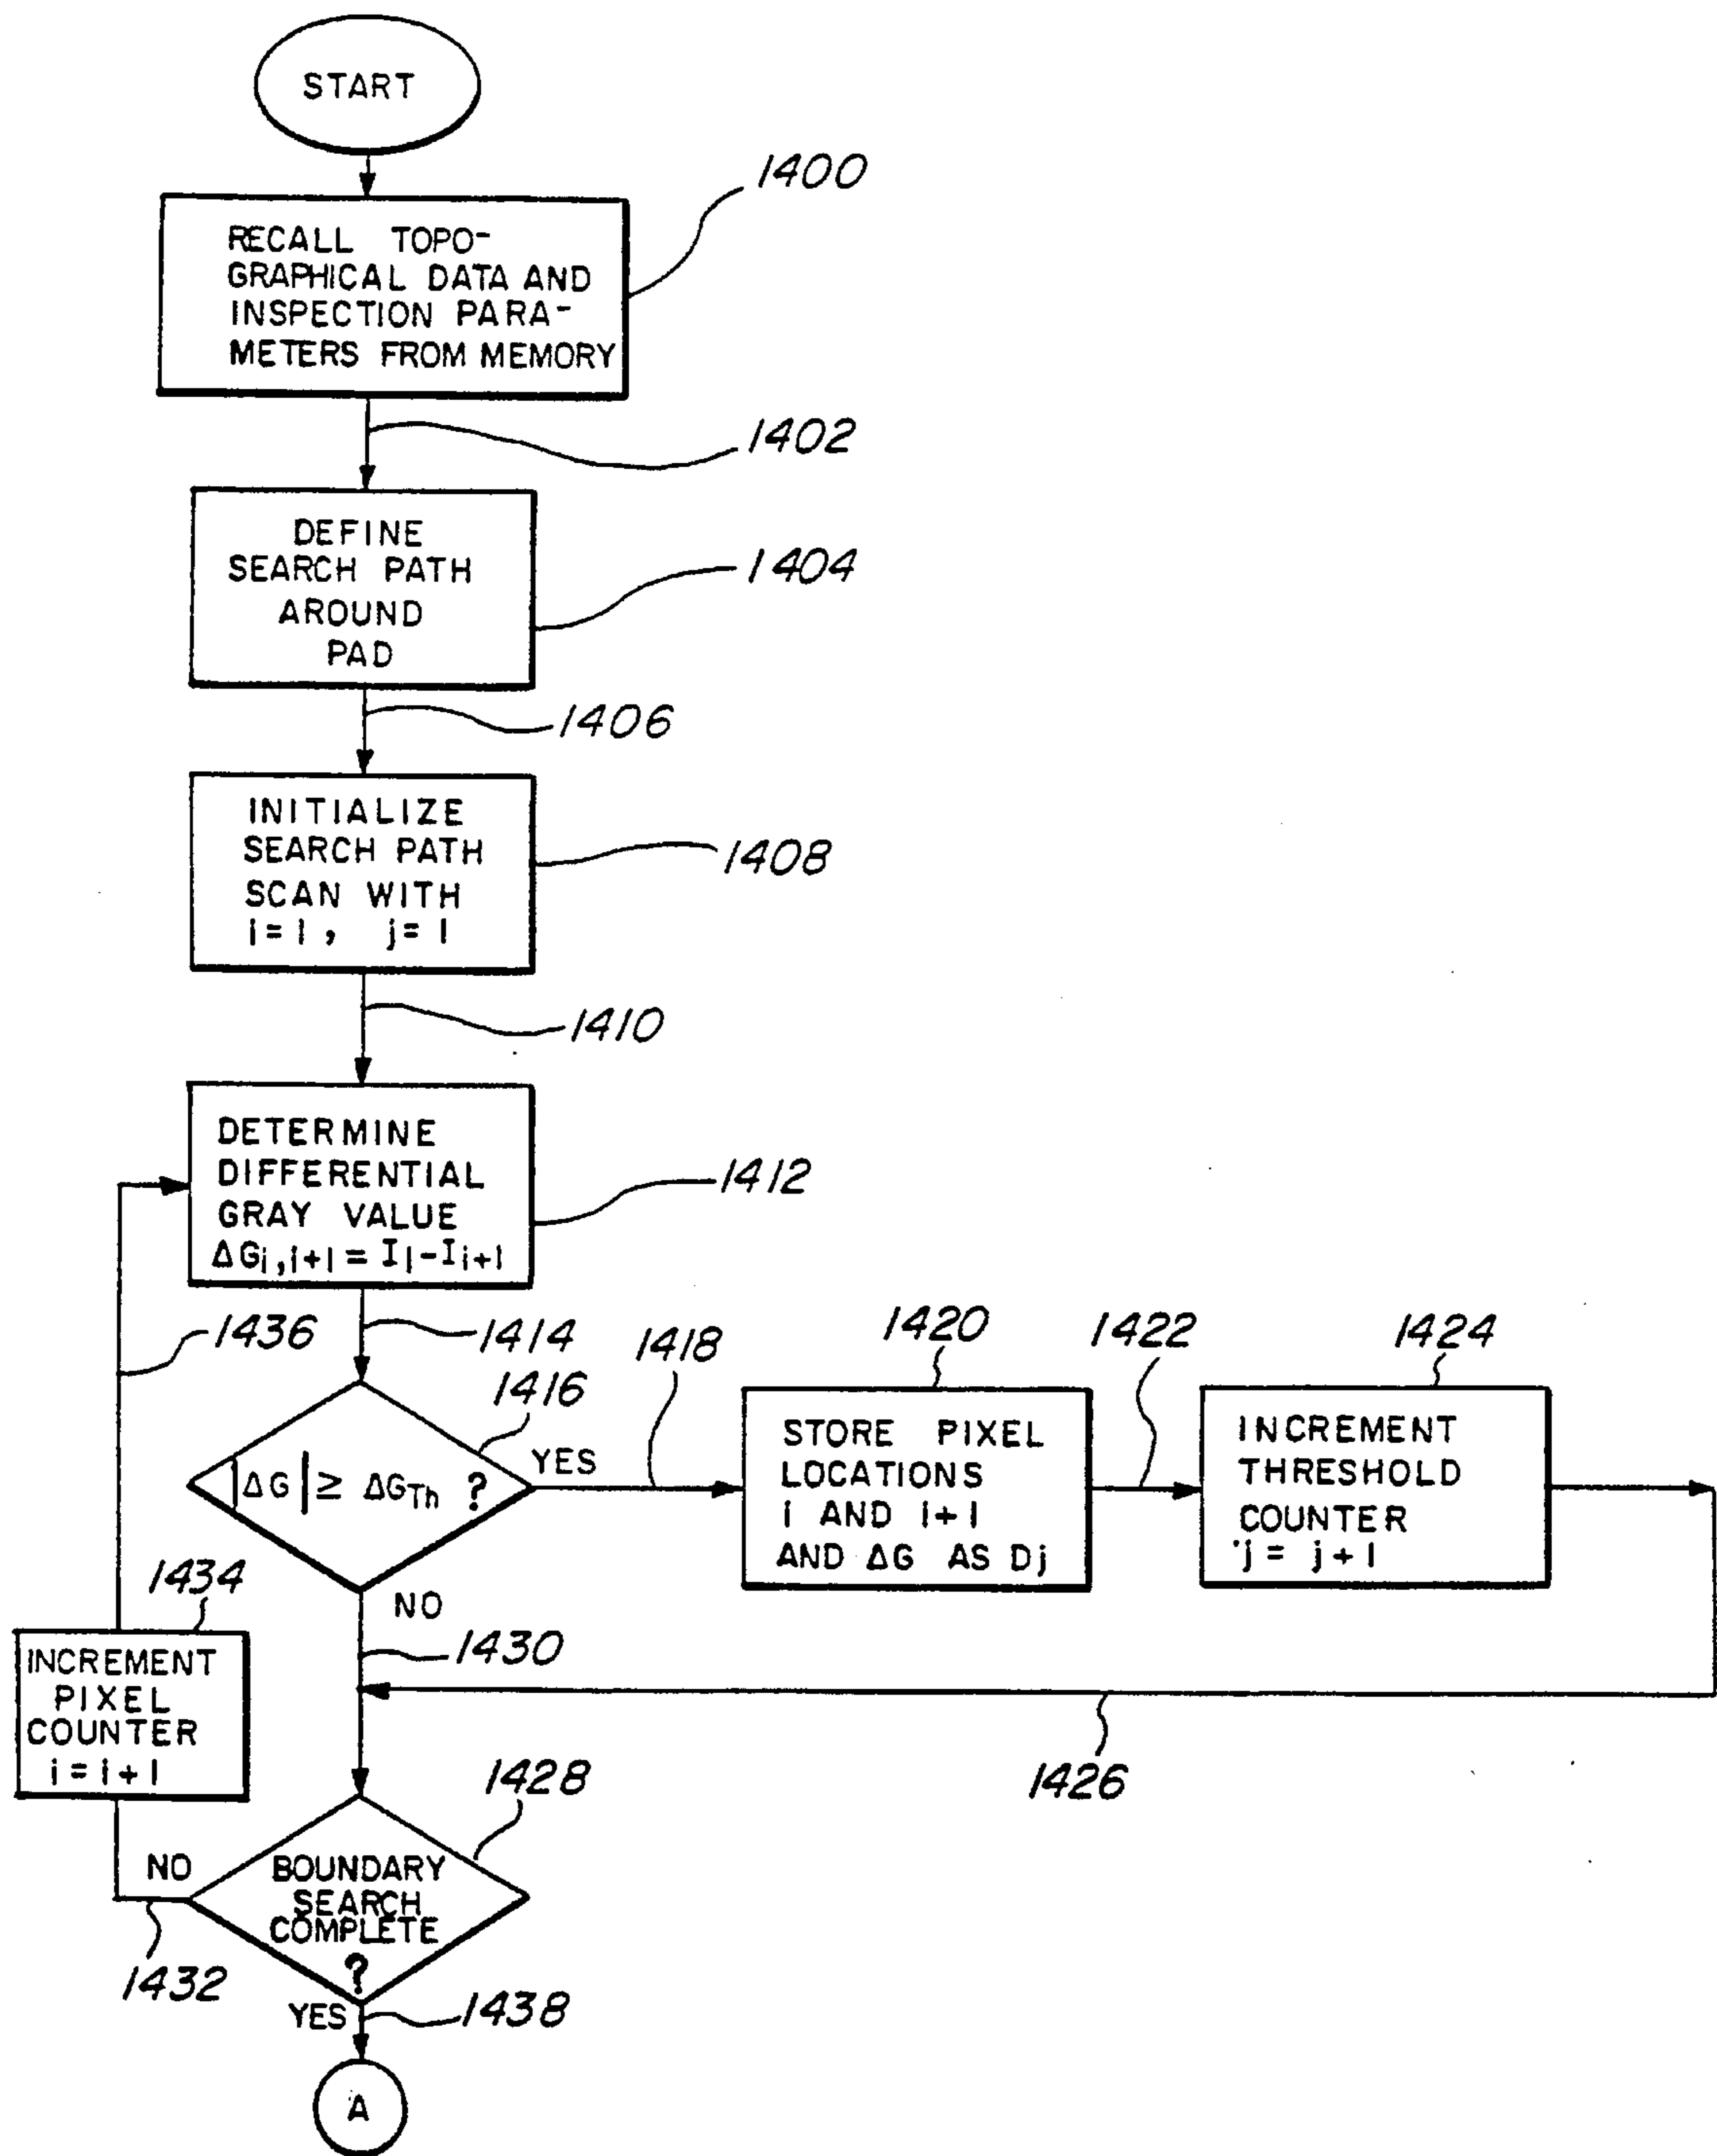 START
1400
RECALL TOPO-
GRAPHICAL DATA AND
INSPECTION PARA-
METERS FROM MEMORY
1402
DEFINE
SEARCH PATH
AROUND
PAD
1404
1406
INITIALIZE
SEARCH PATH
SCAN WITH
i = 1 , j = 1
1408
1410
DETERMINE
DIFFERENTIAL
GRAY VALUE
ΔGi,i+1 = Ii-Ii+1
1412
1436
1414
1416
|ΔG| ≥ ΔGTh ?
YES
1418
1420
STORE PIXEL
LOCATIONS
i AND i+1
AND ΔG AS Dj
1422
1424
INCREMENT
THRESHOLD
COUNTER
j = j+1
NO
1430
1426
1434
INCREMENT
PIXEL
COUNTER
i = i+1
1428
NO
BOUNDARY
SEARCH
COMPLETE
?
1432
YES
1438
A